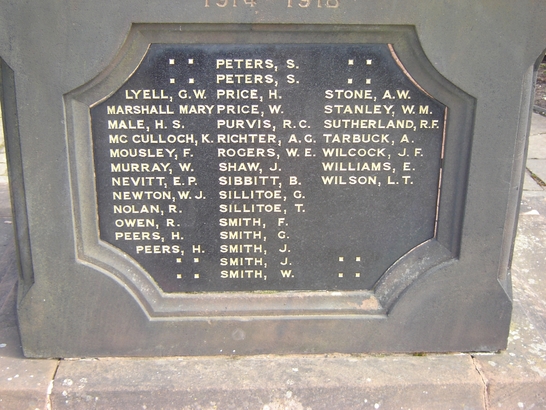 1914 1918
PETERS, S.
PETERS, S.
LYELL, G.W. PRICE, H. STONE, A.W.
MARSHALL MARY PRICE, W. STANLEY, W.M.
MALE, H.S. PURVIS, R.C. SUTHERLAND, R.F.
MC CULLOCH, K. RICHTER, A.G. TARBUCK, A.
MOUSLEY, F. ROGERS, W.E. WILCOCK, J.F.
MURRAY, W. SHAW, J. WILLIAMS, E.
NEVITT, E.P. SIBBITT, B. WILSON, L.T.
NEWTON, W.J. SILLITOE, G.
NOLAN, R. SILLITOE, T.
OWEN, R. SMITH, F.
PEERS, H. SMITH, G.
PEERS, H. SMITH, J.
SMITH, J.
SMITH, W.